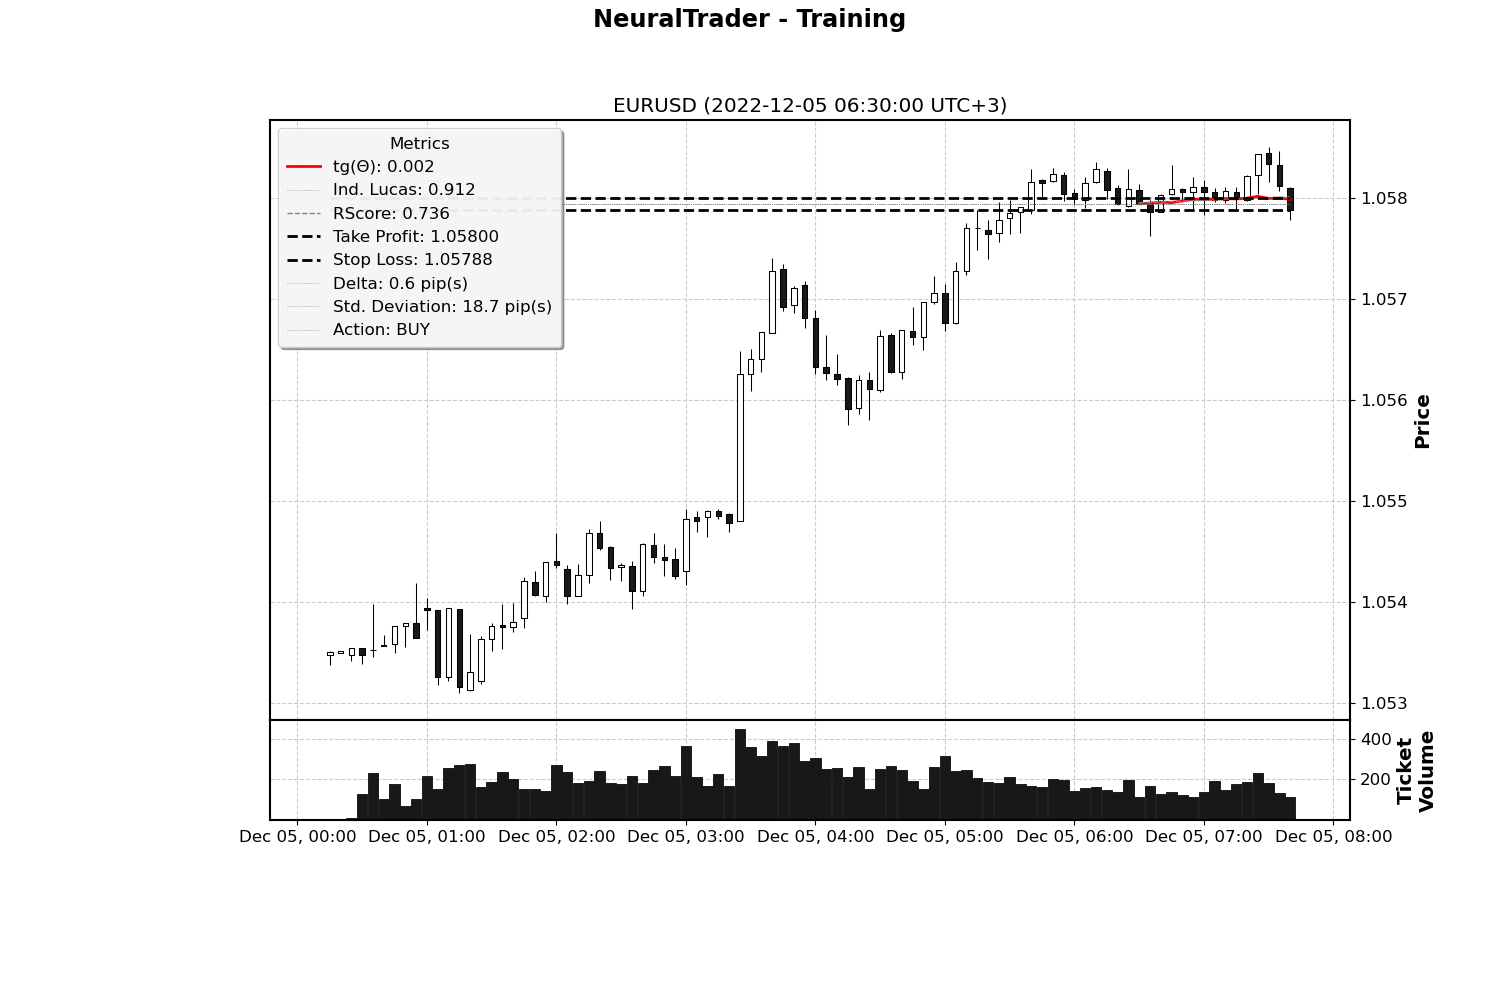 NeuralTrader - Training
EURUSD (2022-12-05 06:30:00 UTC+3)
Metrics
tg(Θ): 0.002
Ind. Lucas: 0.912
RScore: 0.736
Take Profit: 1.05800
Stop Loss: 1.05788
Delta: 0.6 pip(s)
Std. Deviation: 18.7 pip(s)
Action: BUY
1.058
1.057
1.056
1.055
1.054
1.053
Price
400
200
Ticket
Volume
Dec 05, 00:00 Dec 05, 01:00 Dec 05, 02:00 Dec 05, 03:00 Dec 05, 04:00 Dec 05, 05:00 Dec 05, 06:00 Dec 05, 07:00 Dec 05, 08:00